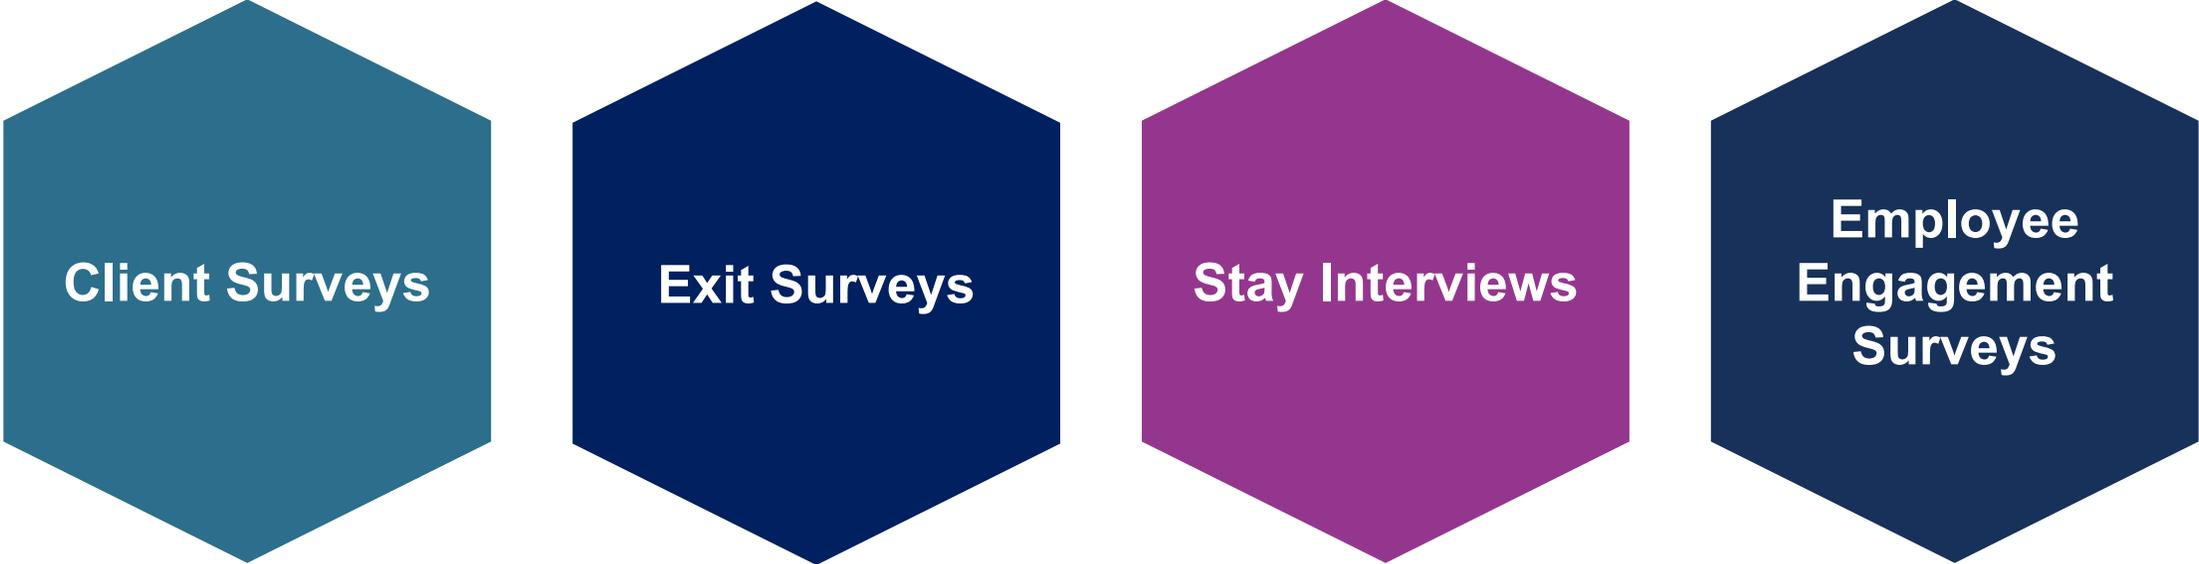 Client Surveys
Exit Surveys
Stay Interviews
Employee
Engagement
Surveys